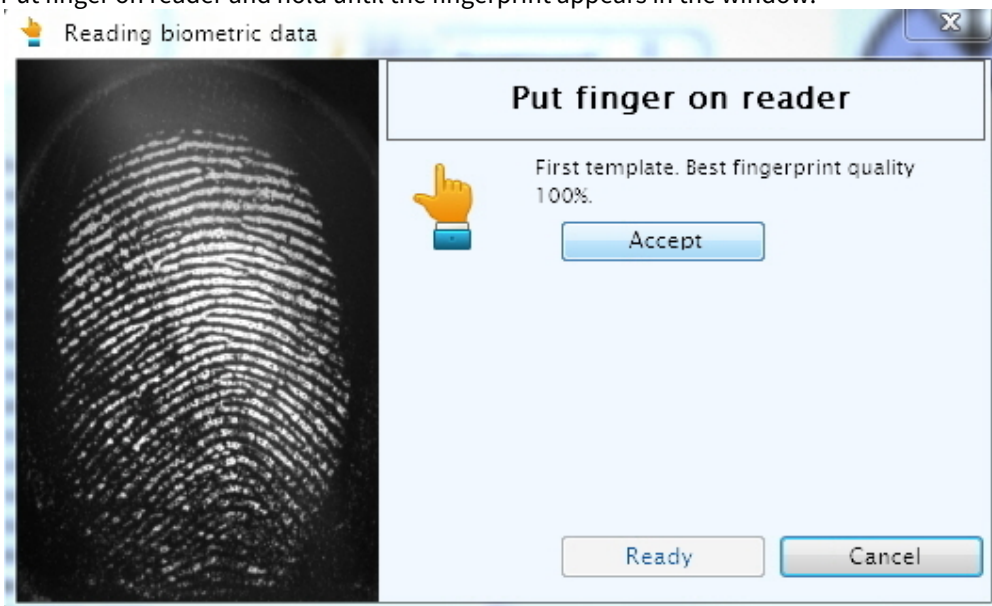 Put finger on reader and hold until the fingerprint appears in the window.
Reading biometric data
X
Put finger on reader
First template. Best fingerprint quality
100%.
Accept
Ready
Cancel